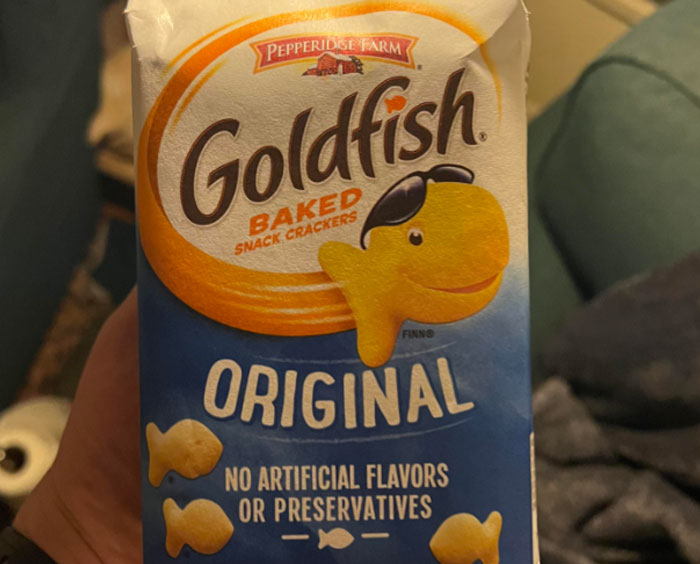 PEPPERIDGE FARM®
Goldfish®
BAKED
SNACK CRACKERS
FINN®
ORIGINAL
NO ARTIFICIAL FLAVORS
OR PRESERVATIVES